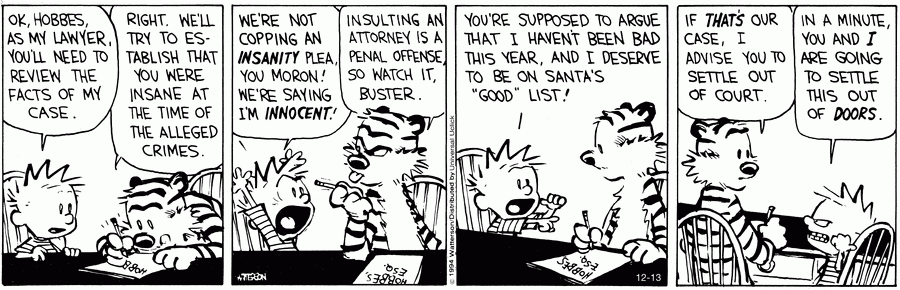 OK, HOBBES,
AS MY LAWYER,
YOU'LL NEED TO
REVIEW THE
FACTS OF MY
CASE.
RIGHT. WE'LL
TRY TO ES-
TABLISH THAT
YOU WERE
INSANE AT
THE TIME OF
THE ALLEGED
CRIMES.
HOBB
WE'RE NOT
COPPING AN
INSANITY PLEA,
YOU MORON!
WE'RE SAYING
I'M INNOCENT!
INSULTING AN
ATTORNEY IS A
PENAL OFFENSE,
SO WATCH IT,
BUSTER.
HOBBES
ESQ.
WATTERSON
© 1994 Watterson/Distributed by Universal Uclick
YOU'RE SUPPOSED TO ARGUE
THAT I HAVEN'T BEEN BAD
THIS YEAR, AND I DESERVE
TO BE ON SANTA'S
"GOOD" LIST!
HOBBES
ESQ.
12-13
IF THAT'S OUR
CASE, I
ADVISE YOU TO
SETTLE OUT
OF COURT.
IN A MINUTE,
YOU AND I
ARE GOING
TO SETTLE
THIS OUT
OF DOORS.